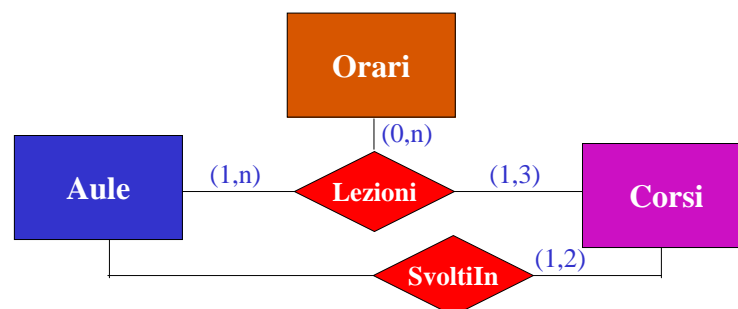 Orari
(0,n)
Aule
(1,n)
Lezioni
(1,3)
Corsi
SvoltiIn
(1,2)